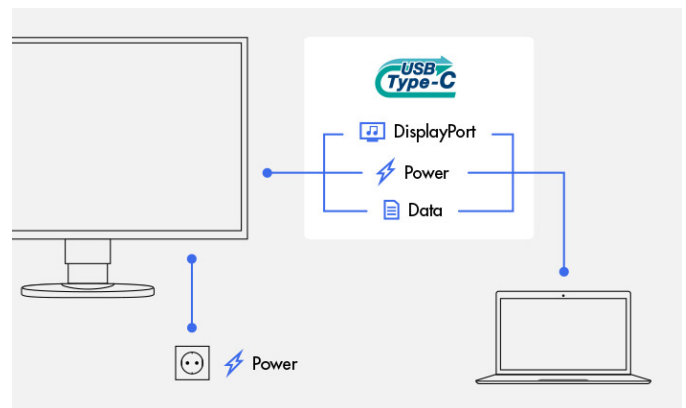 USB
Type-C
DisplayPort
Power
Data
Power